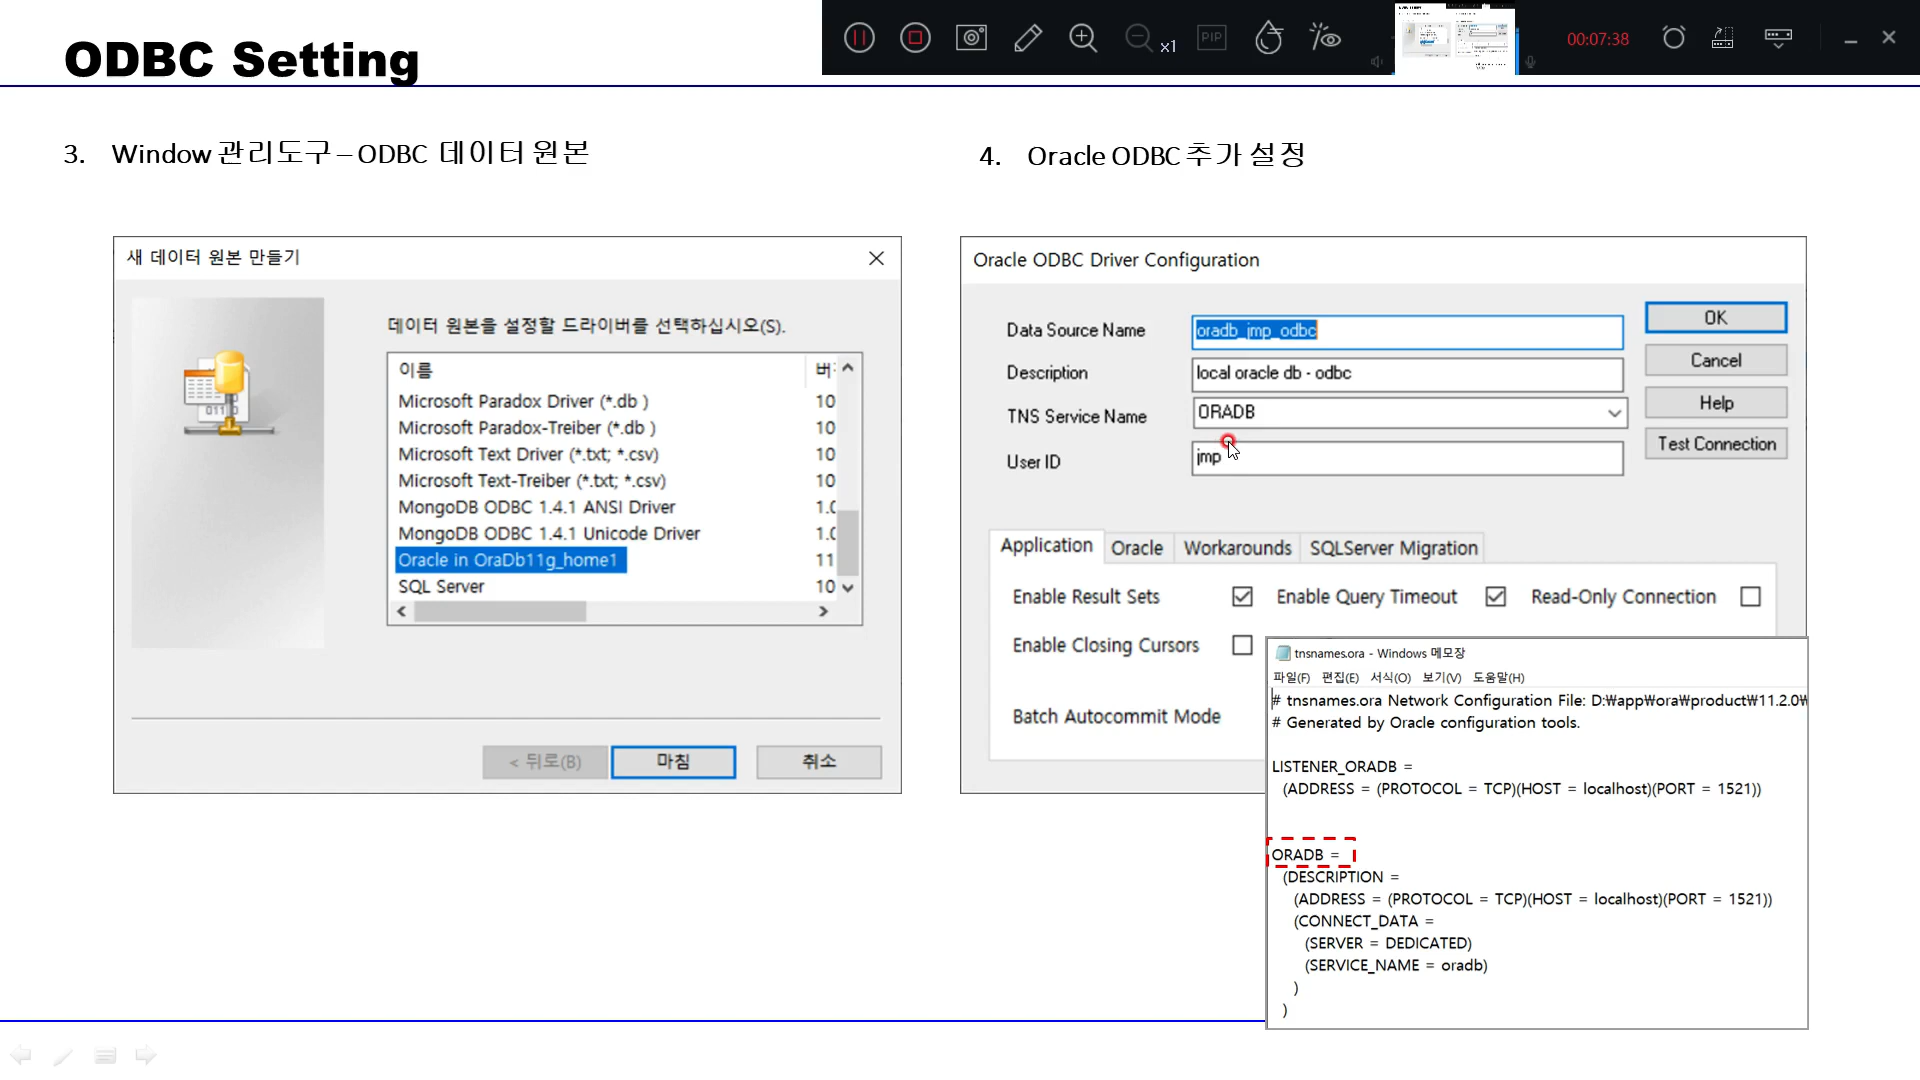 ODBC Setting
x1
PIP
00:07:38
3. Window 관리도구 – ODBC 데이터 원본
4. Oracle ODBC 추가 설정
새 데이터 원본 만들기
데이터 원본을 설정할 드라이버를 선택하십시오(S).
이름
Microsoft Paradox Driver (*.db ) 10
Microsoft Paradox-Treiber (*.db ) 10
Microsoft Text Driver (*.txt; *.csv) 10
Microsoft Text-Treiber (*.txt; *.csv) 10
MongoDB ODBC 1.4.1 ANSI Driver 1.0
MongoDB ODBC 1.4.1 Unicode Driver 1.0
Oracle in OraDb11g_home1 11
SQL Server 10
< 뒤로(B) 마침 취소
Oracle ODBC Driver Configuration
Data Source Name oradb_jmp_odbc OK
Description local oracle db - odbc Cancel
TNS Service Name ORADB Help
User ID jmp Test Connection
Application Oracle Workarounds SQLServer Migration
Enable Result Sets Enable Query Timeout Read-Only Connection
Enable Closing Cursors
Batch Autocommit Mode
tnsnames.ora - Windows 메모장
파일(F) 편집(E) 서식(O) 보기(V) 도움말(H)
# tnsnames.ora Network Configuration File: D:₩app₩ora₩product₩11.2.0₩
# Generated by Oracle configuration tools.
LISTENER_ORADB =
(ADDRESS = (PROTOCOL = TCP)(HOST = localhost)(PORT = 1521))
ORADB =
(DESCRIPTION =
(ADDRESS = (PROTOCOL = TCP)(HOST = localhost)(PORT = 1521))
(CONNECT_DATA =
(SERVER = DEDICATED)
(SERVICE_NAME = oradb)
)
)